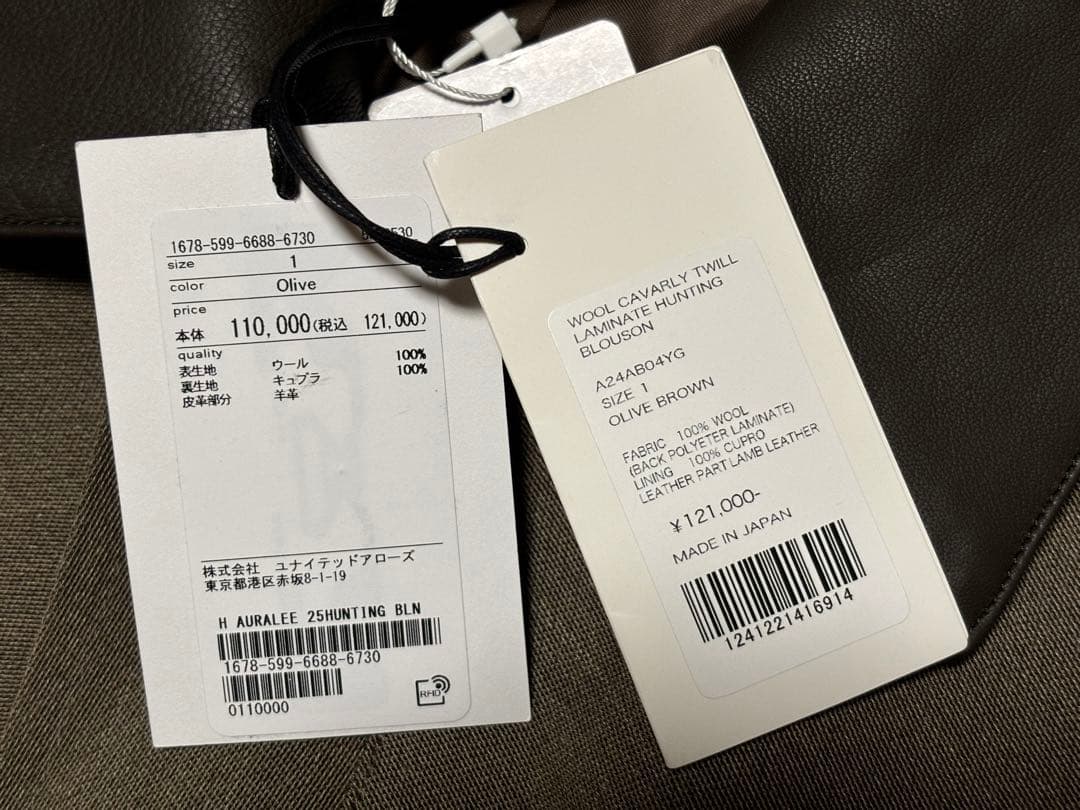 1678-599-6688-6730
size 1
color Olive
price
本体 110,000(税込 121,000)
quality
表生地 ウール 100%
裏生地 キュプラ 100%
皮革部分 羊革
株式会社 ユナイテッドアローズ
東京都港区赤坂8-1-19
H AURALEE 25HUNTING BLN
1678-599-6688-6730
0110000
RFID
WOOL CAVARLY TWILL
LAMINATE HUNTING
BLOUSON
A24AB04YG
SIZE 1
OLIVE BROWN
FABRIC 100% WOOL
(BACK POLYETER LAMINATE)
LINING 100% CUPRO
LEATHER PART LAMB LEATHER
¥121,000-
MADE IN JAPAN
1241221416914